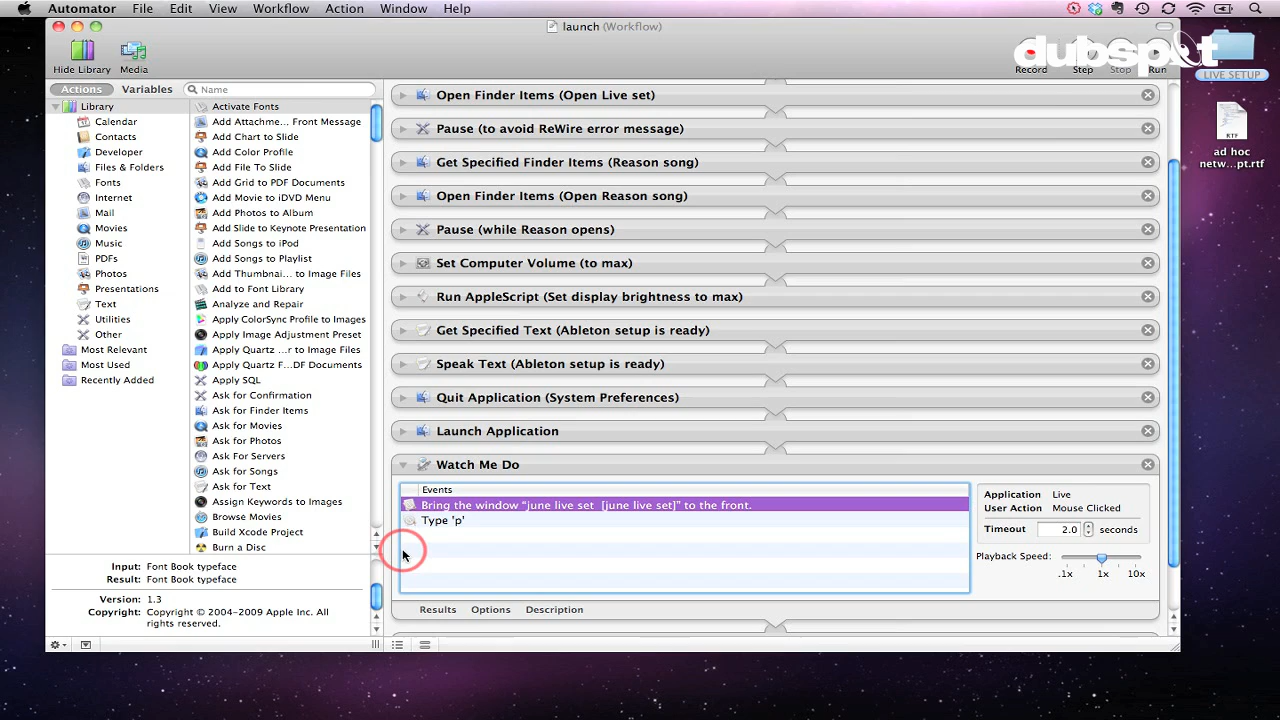 Automator File Edit View Workflow Action Window Help
launch (Workflow)
dubspot
Hide Library Media
Record Step Stop Run
LIVE SETUP
Actions Variables Name
Library
Calendar
Contacts
Developer
Files & Folders
Fonts
Internet
Mail
Movies
Music
PDFs
Photos
Presentations
Text
Utilities
Other
Most Relevant
Most Used
Recently Added
Activate Fonts
Add Attachme... Front Message
Add Chart to Slide
Add Color Profile
Add File To Slide
Add Grid to PDF Documents
Add Movie to iDVD Menu
Add Photos to Album
Add Slide to Keynote Presentation
Add Songs to iPod
Add Songs to Playlist
Add Thumbnai... to Image Files
Add to Font Library
Analyze and Repair
Apply ColorSync Profile to Images
Apply Image Adjustment Preset
Apply Quartz ...r to Image Files
Apply Quartz F...DF Documents
Apply SQL
Ask for Confirmation
Ask for Finder Items
Ask for Movies
Ask for Photos
Ask For Servers
Ask for Songs
Ask for Text
Assign Keywords to Images
Browse Movies
Build Xcode Project
Burn a Disc
Input: Font Book typeface
Result: Font Book typeface
Version: 1.3
Copyright: Copyright © 2004–2009 Apple Inc. All
rights reserved.
Open Finder Items (Open Live set)
Pause (to avoid ReWire error message)
Get Specified Finder Items (Reason song)
Open Finder Items (Open Reason song)
Pause (while Reason opens)
Set Computer Volume (to max)
Run AppleScript (Set display brightness to max)
Get Specified Text (Ableton setup is ready)
Speak Text (Ableton setup is ready)
Quit Application (System Preferences)
Launch Application
Watch Me Do
Events
Bring the window “june live set [june live set]” to the front.
Type 'p'
Application Live
User Action Mouse Clicked
Timeout 2.0 seconds
Playback Speed:
.1x 1x 10x
Results Options Description
RTF
ad hoc
netw...pt.rtf